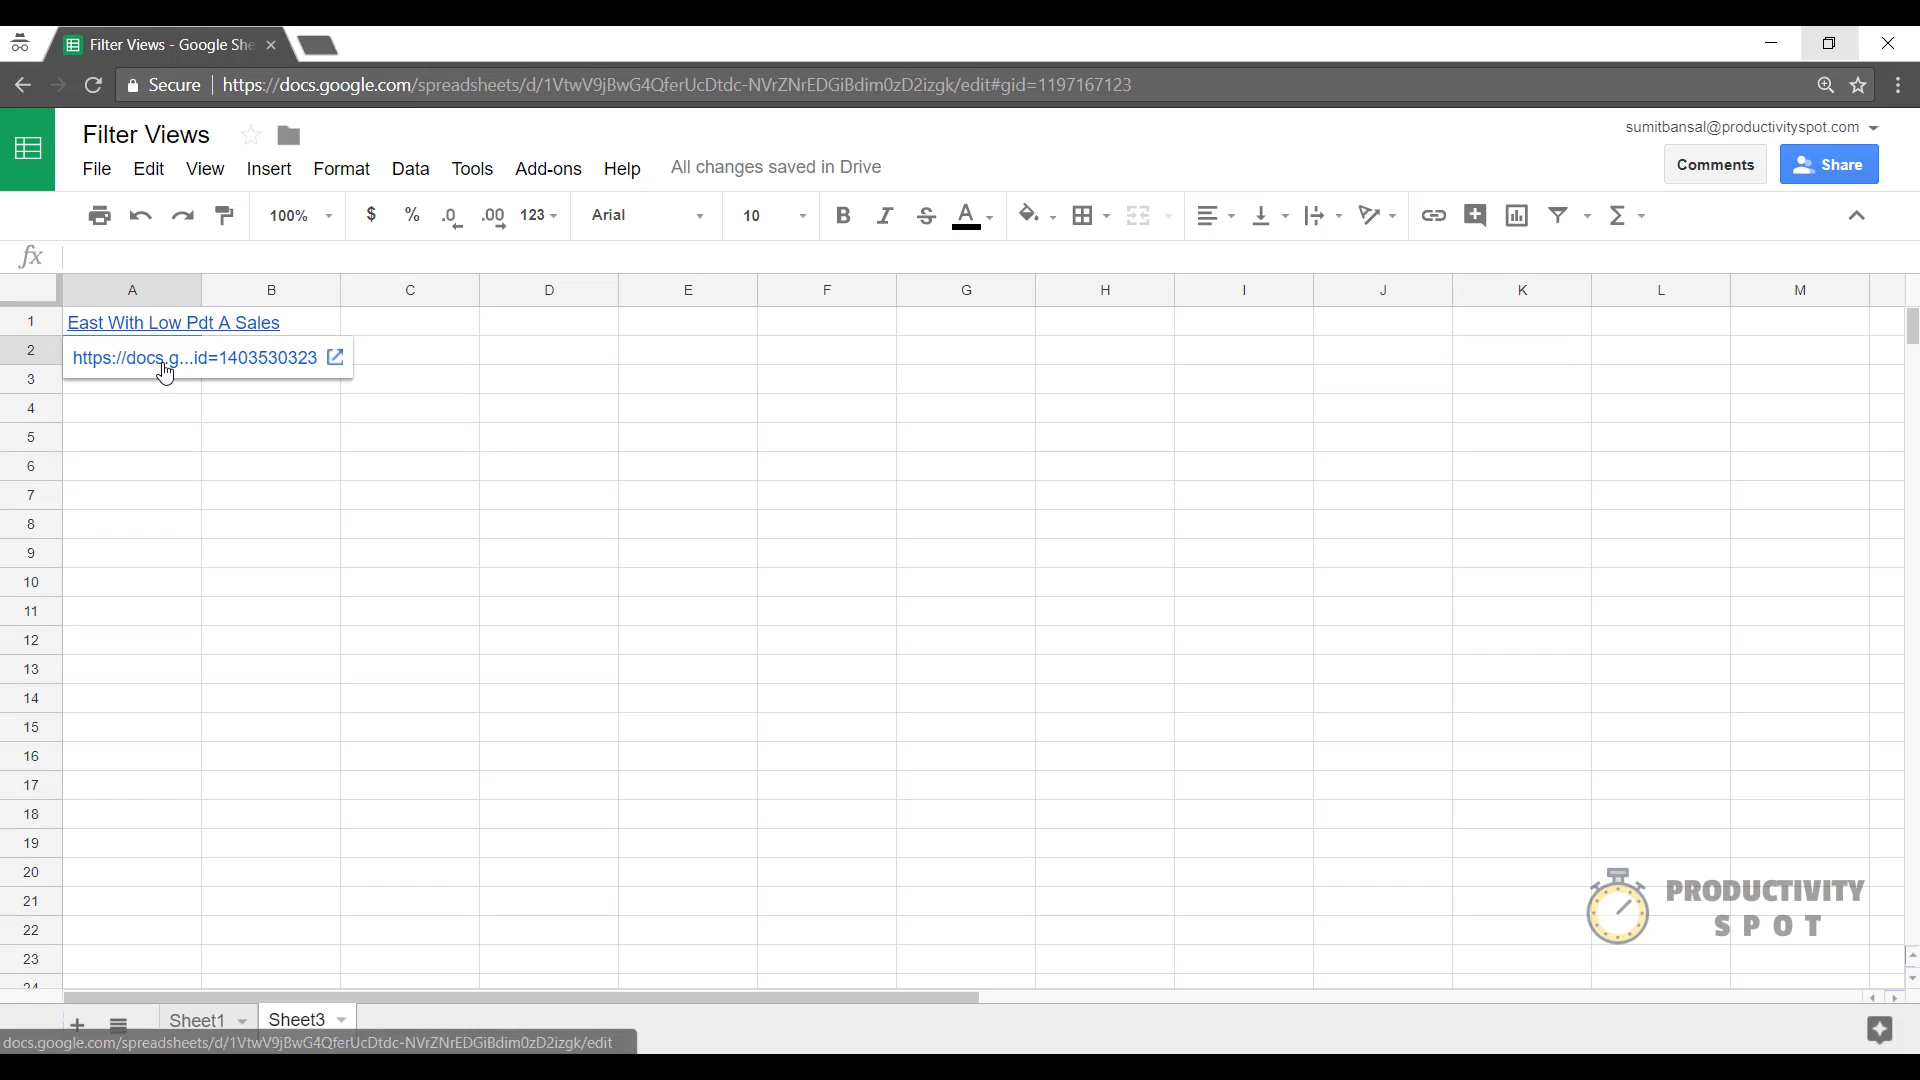 Filter Views - Google She
Secure https://docs.google.com/spreadsheets/d/1VtwV9jBwG4QferUcDtdc-NVrZNrEDGiBdim0zD2izgk/edit#gid=1197167123
Filter Views
sumitbansal@productivityspot.com
File Edit View Insert Format Data Tools Add-ons Help All changes saved in Drive
Comments Share
100% $ % .0 .00 123 Arial 10 B I S A
fx
A B C D E F G H I J K L M
1 East With Low Pdt A Sales
2 https://docs.g...id=1403530323
3
4
5
6
7
8
9
10
11
12
13
14
15
16
17
18
19
20
21
22
23
24
PRODUCTIVITY
SPOT
Sheet1 Sheet3
docs.google.com/spreadsheets/d/1VtwV9jBwG4QferUcDtdc-NVrZNrEDGiBdim0zD2izgk/edit